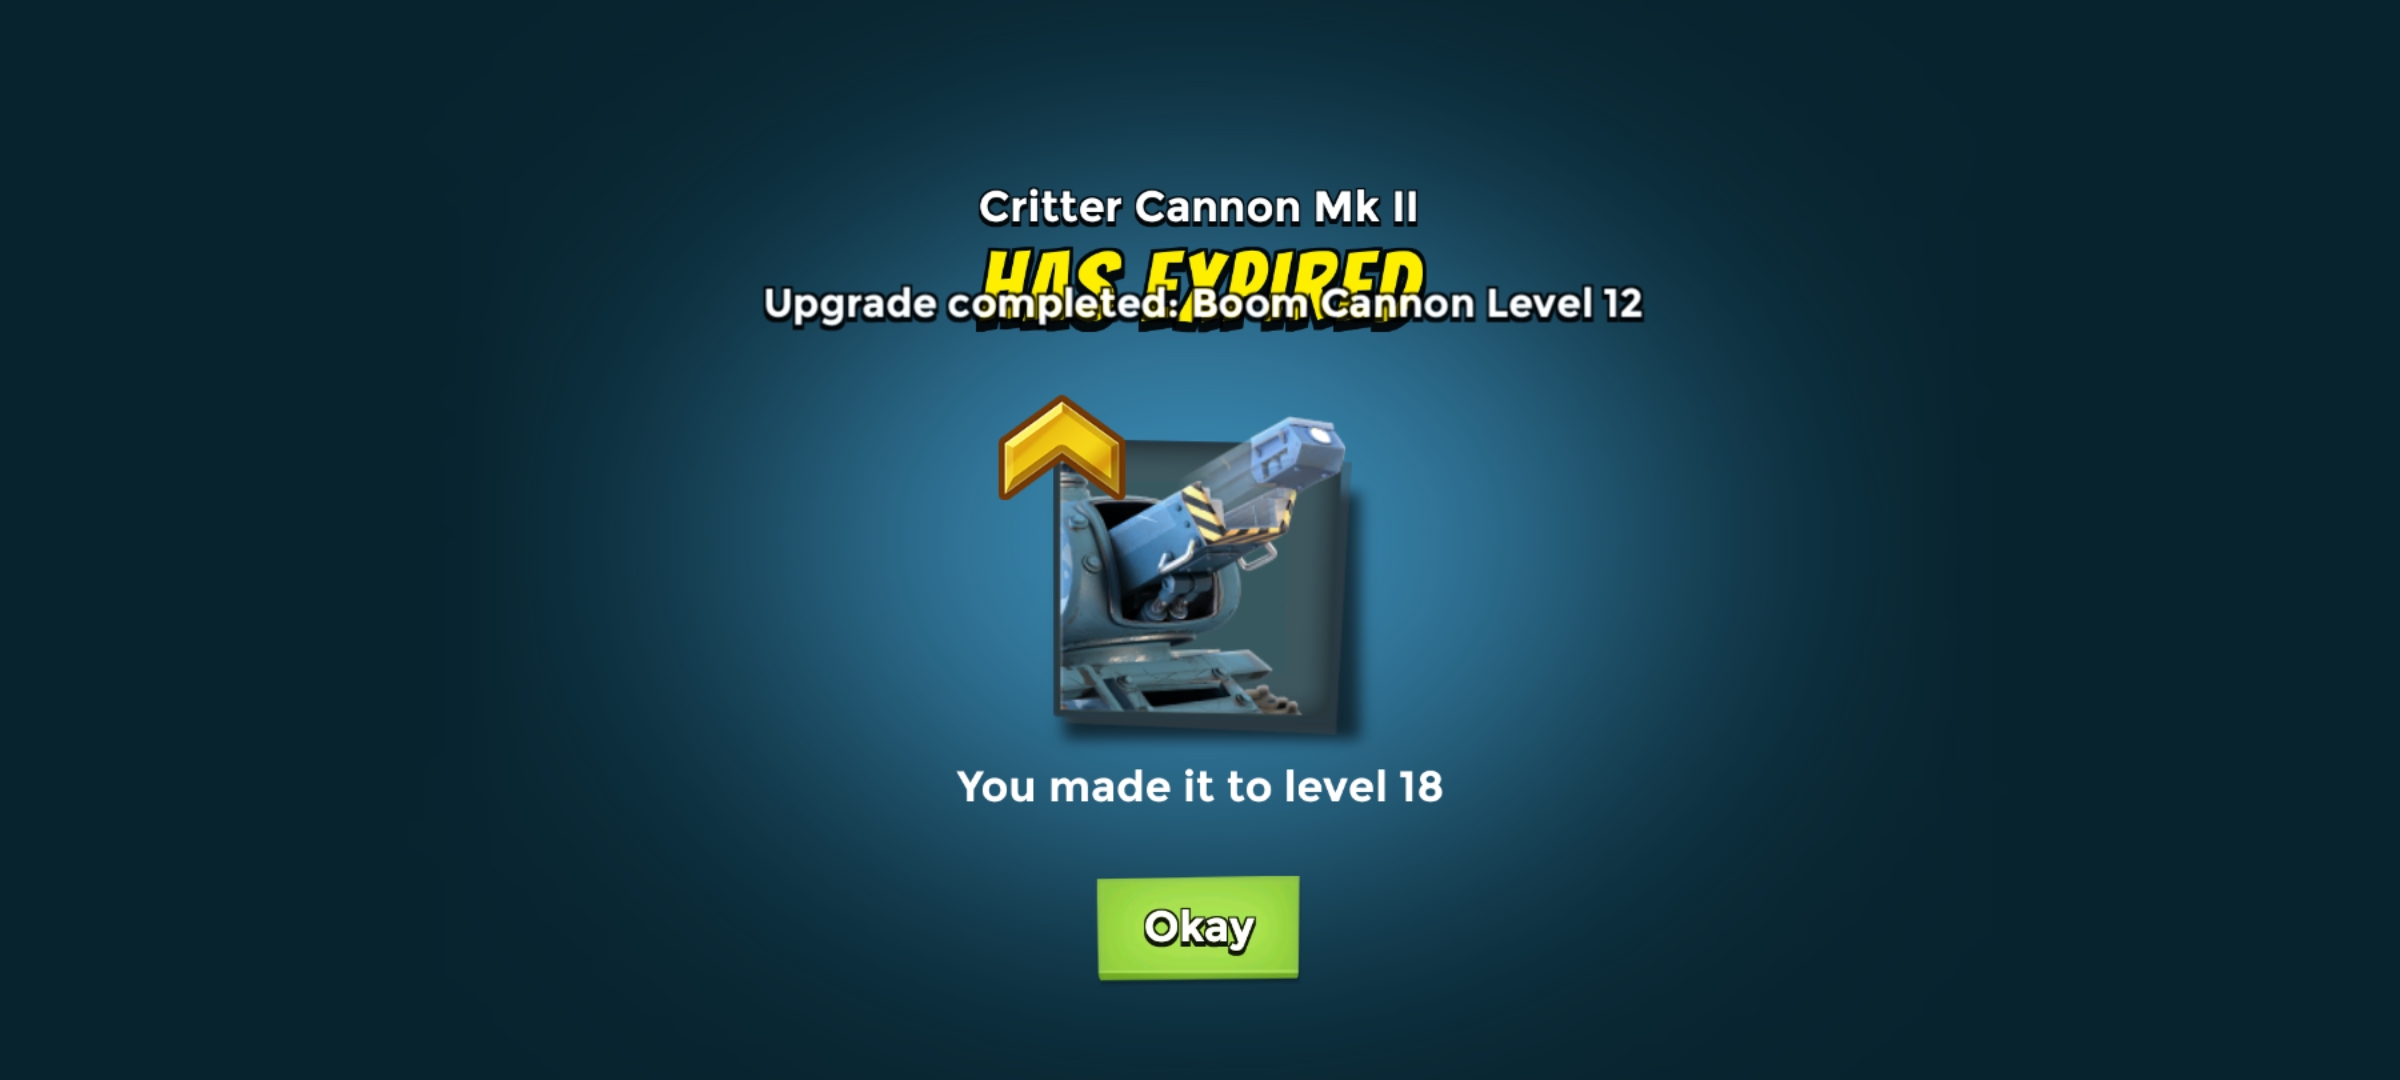 Critter Cannon Mk II
HAS EXPIRED
Upgrade completed: Boom Cannon Level 12
You made it to level 18
Okay